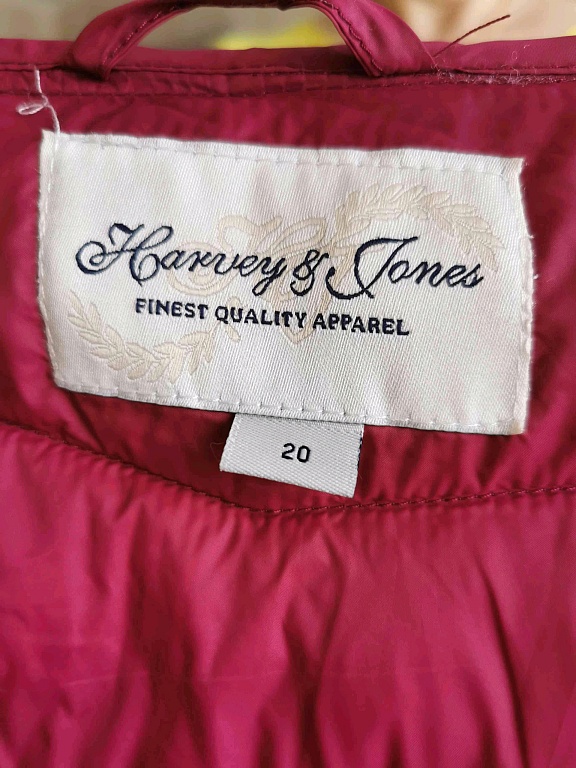 Harvey & Jones
FINEST QUALITY APPAREL
20